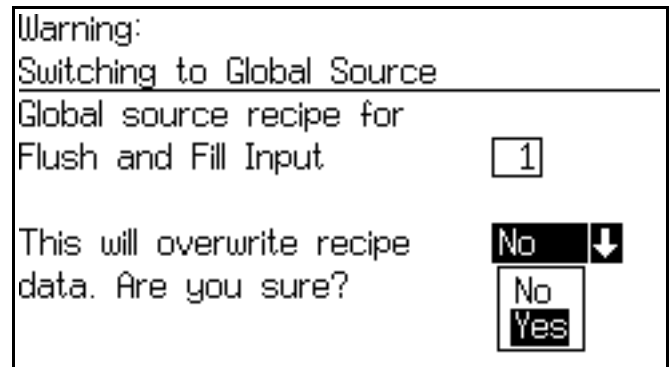 Warning:
Switching to Global Source
Global source recipe for
Flush and Fill Input 1
This will overwrite recipe No
data. Are you sure? No
Yes